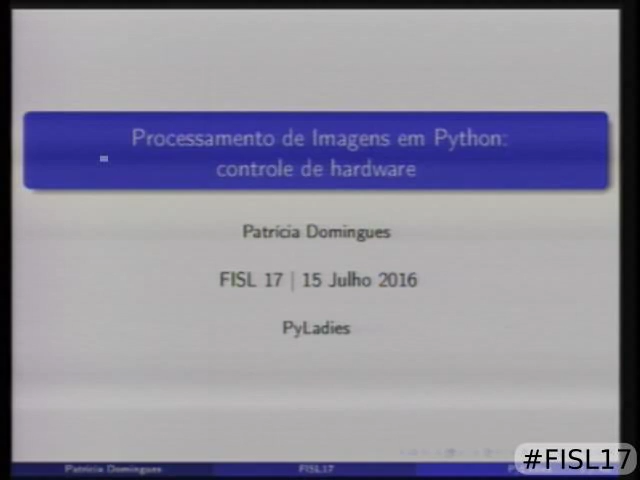 Processamento de Imagens em Python:
controle de hardware
Patrícia Domingues
FISL 17 | 15 Julho 2016
PyLadies
Patrícia Domingues
FISL17
#FISL17